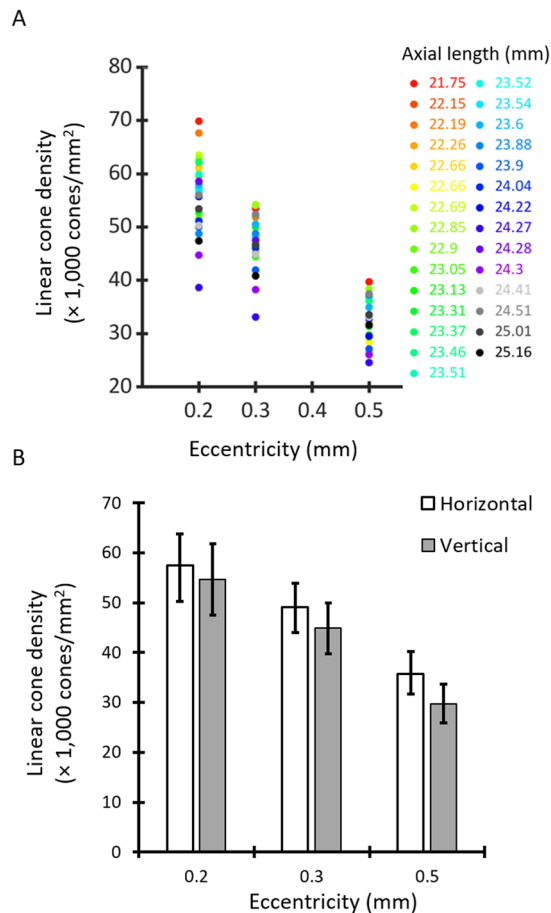 A
Axial length (mm)
Linear cone density
(× 1,000 cones/mm²)
80
70
60
50
40
30
20
0.2 0.3 0.4 0.5
Eccentricity (mm)
21.75 23.52
22.15 23.54
22.19 23.6
22.26 23.88
22.66 23.9
22.66 24.04
22.69 24.22
22.85 24.27
22.9 24.28
23.05 24.3
23.13 24.41
23.31 24.51
23.37 25.01
23.46 25.16
23.51
B
Horizontal
Vertical
Linear cone density
(× 1,000 cones/mm²)
70
60
50
40
30
20
10
0
0.2 0.3 0.5
Eccentricity (mm)